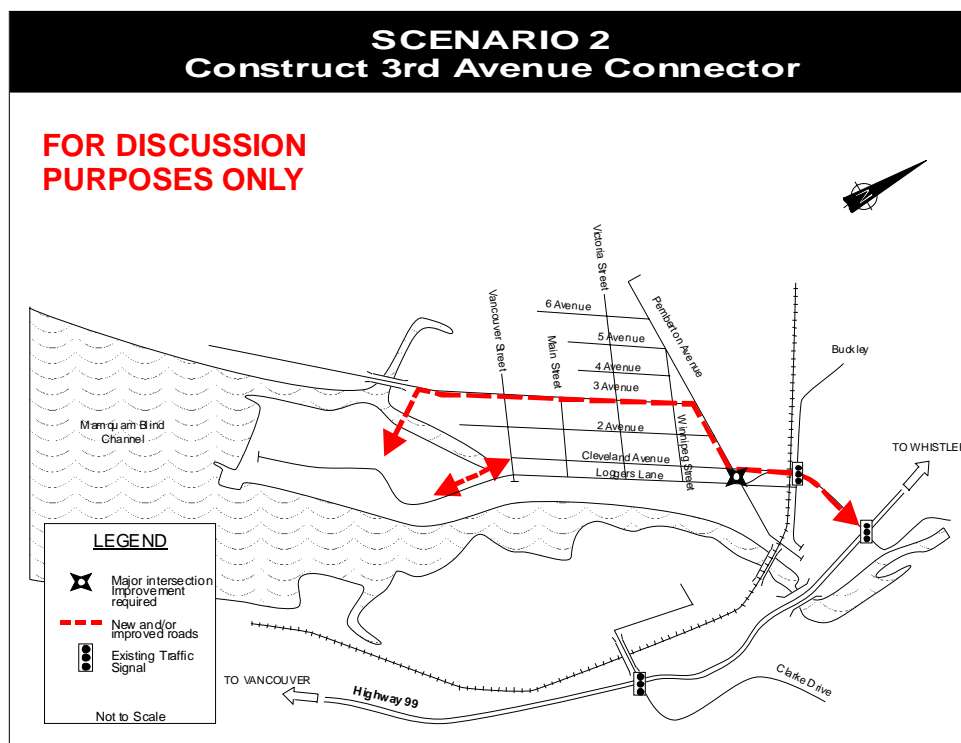 SCENARIO 2
Construct 3rd Avenue Connector
FOR DISCUSSION
PURPOSES ONLY
N
Victoria Street
Vancouver Street
6 Avenue
Pemberton Avenue
5 Avenue
Main Street
Buckley
4 Avenue
3 Avenue
Mamquam Blind
Channel
2 Avenue
Winnipeg Street
TO WHISTLER
Cleveland Avenue
Loggers Lane
LEGEND
Major intersection
Improvement
required
New and/or
improved roads
Existing Traffic
Signal
Not to Scale
TO VANCOUVER
Highway 99
Clarke Drive